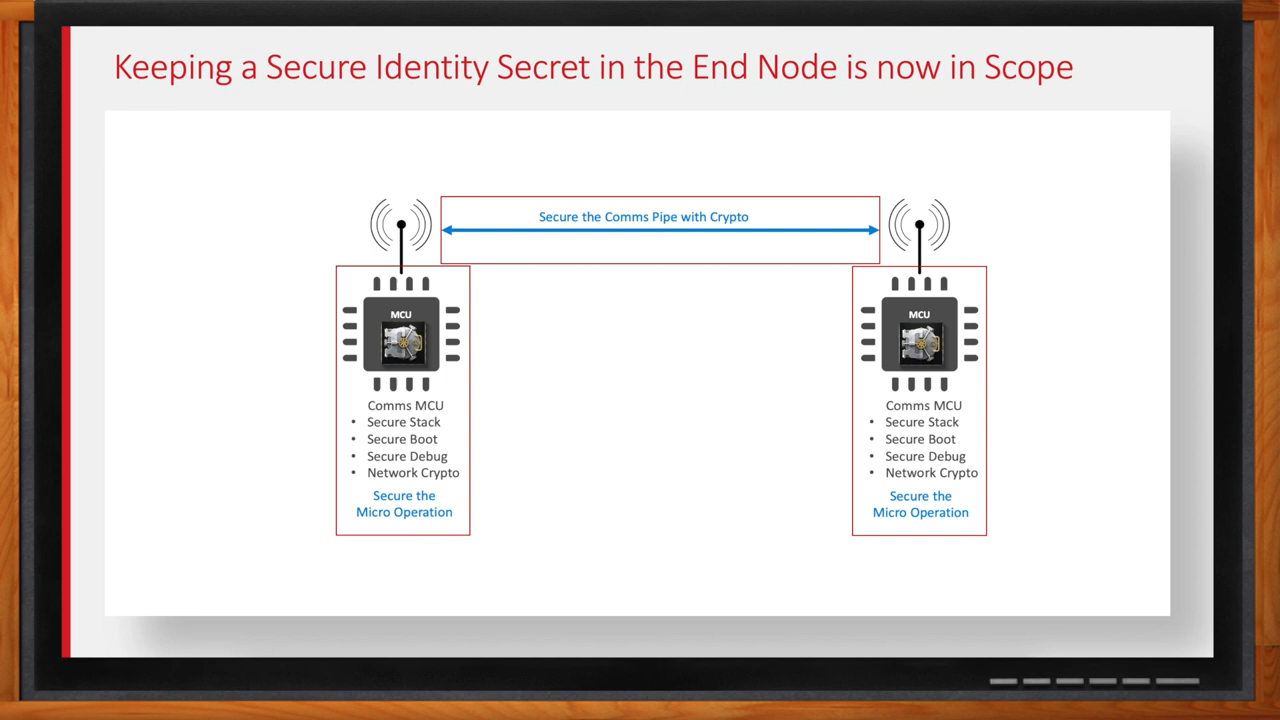 Keeping a Secure Identity Secret in the End Node is now in Scope
Secure the Comms Pipe with Crypto
MCU
Comms MCU
• Secure Stack
• Secure Boot
• Secure Debug
• Network Crypto
Secure the
Micro Operation
MCU
Comms MCU
• Secure Stack
• Secure Boot
• Secure Debug
• Network Crypto
Secure the
Micro Operation